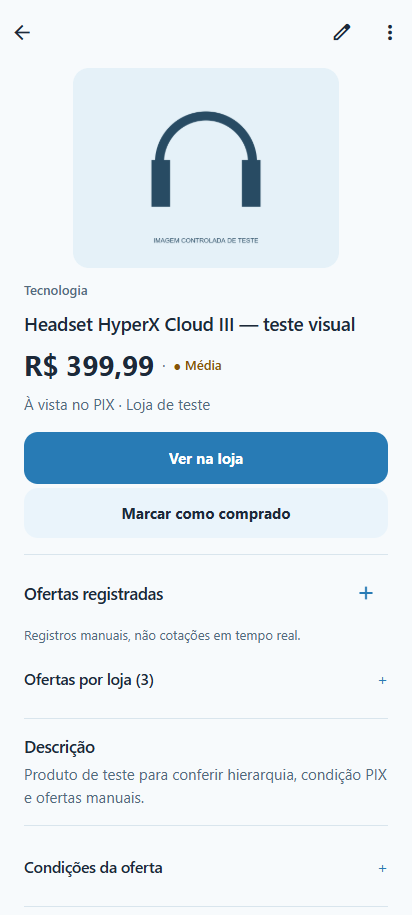 IMAGEM CONTROLADA DE TESTE
Tecnologia
Headset HyperX Cloud III — teste visual
R$ 399,99 · ● Média
À vista no PIX · Loja de teste
Ver na loja
Marcar como comprado
Ofertas registradas +
Registros manuais, não cotações em tempo real.
Ofertas por loja (3) +
Descrição
Produto de teste para conferir hierarquia, condição PIX
e ofertas manuais.
Condições da oferta +